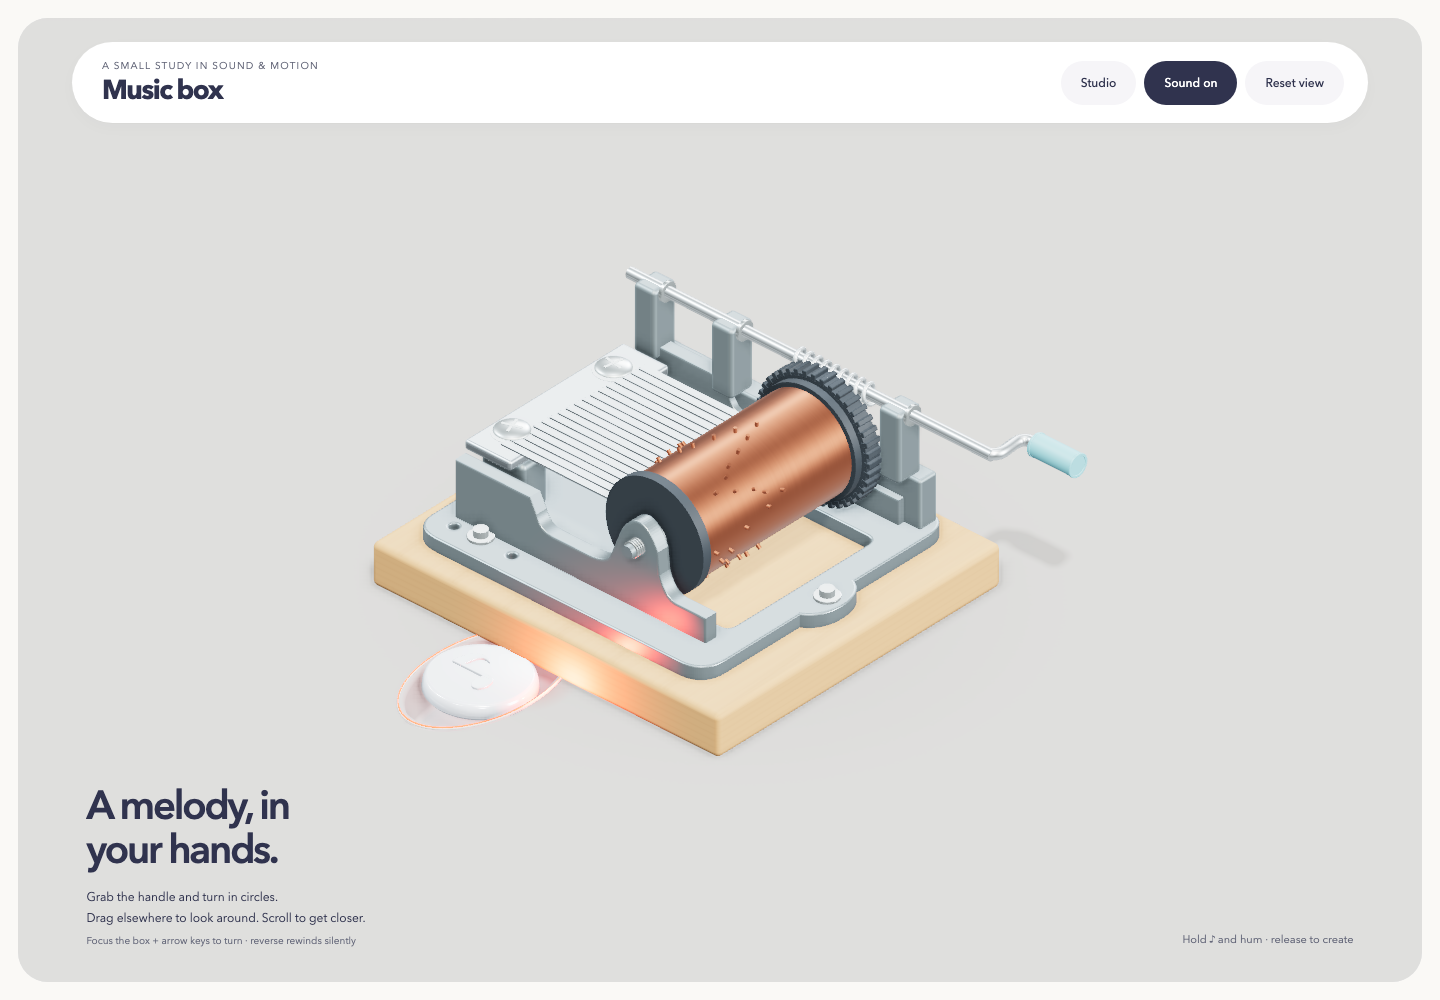 A SMALL STUDY IN SOUND & MOTION
Music box
Studio
Sound on
Reset view
A melody, in
your hands.
Grab the handle and turn in circles.
Drag elsewhere to look around. Scroll to get closer.
Focus the box + arrow keys to turn · reverse rewinds silently
Hold ♪ and hum · release to create